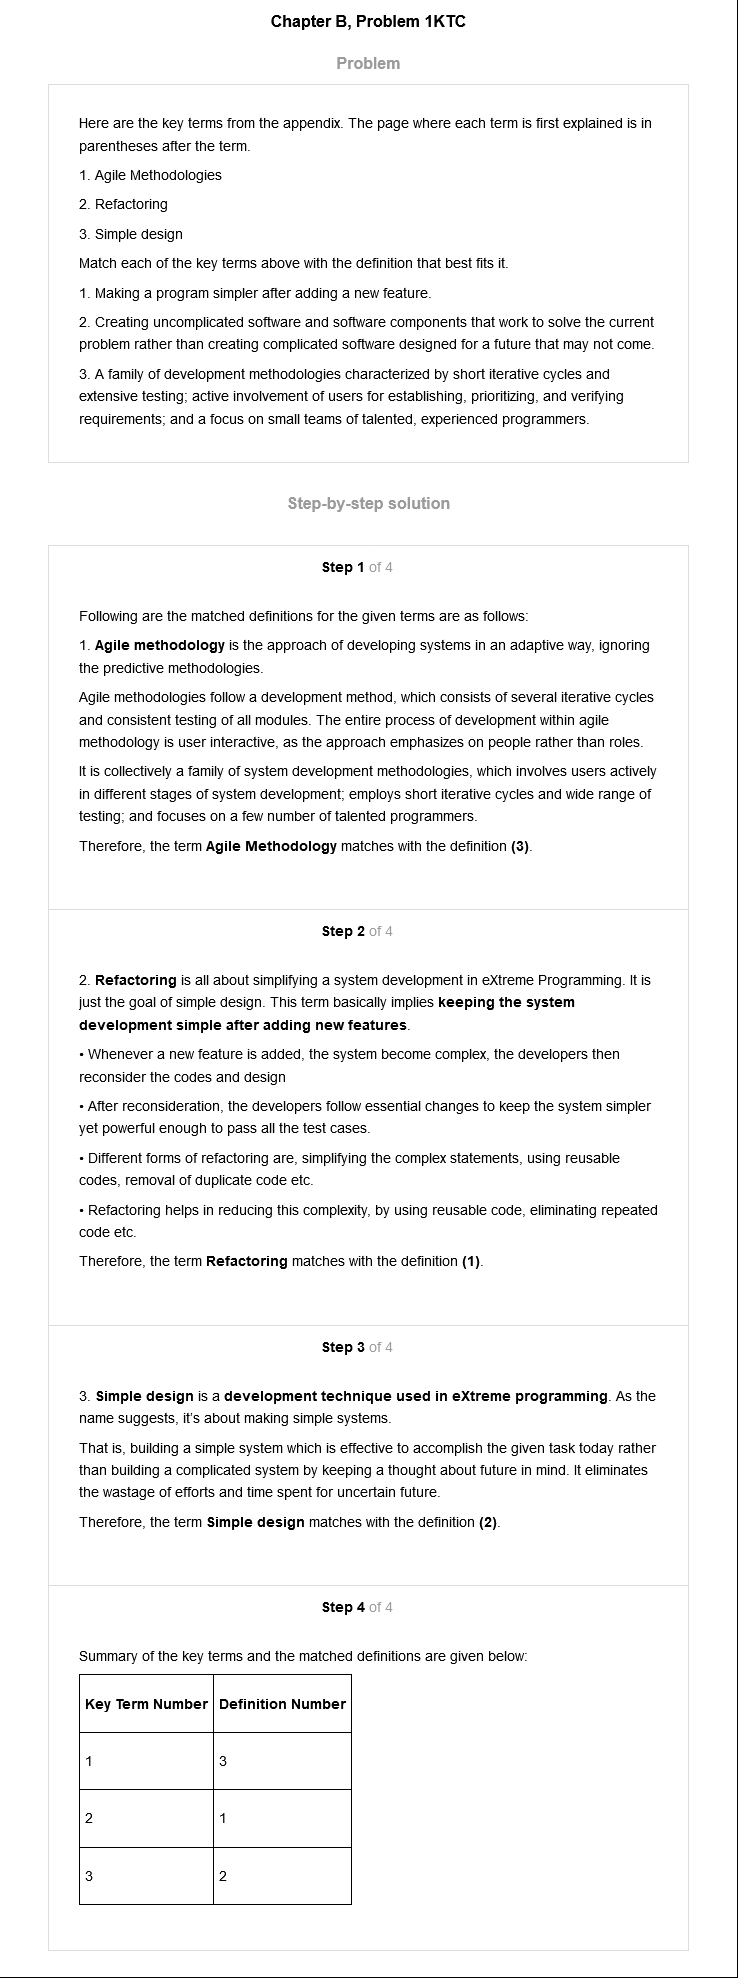 Chapter B, Problem 1KTC
Problem
Here are the key terms from the appendix. The page where each term is first explained is in
parentheses after the term.
1. Agile Methodologies
2. Refactoring
3. Simple design
Match each of the key terms above with the definition that best fits it.
1. Making a program simpler after adding a new feature.
2. Creating uncomplicated software and software components that work to solve the current
problem rather than creating complicated software designed for a future that may not come.
3. A family of development methodologies characterized by short iterative cycles and
extensive testing; active involvement of users for establishing, prioritizing, and verifying
requirements; and a focus on small teams of talented, experienced programmers.
Step-by-step solution
Step 1 of 4
Following are the matched definitions for the given terms are as follows:
1. Agile methodology is the approach of developing systems in an adaptive way, ignoring
the predictive methodologies.
Agile methodologies follow a development method, which consists of several iterative cycles
and consistent testing of all modules. The entire process of development within agile
methodology is user interactive, as the approach emphasizes on people rather than roles.
It is collectively a family of system development methodologies, which involves users actively
in different stages of system development; employs short iterative cycles and wide range of
testing; and focuses on a few number of talented programmers.
Therefore, the term Agile Methodology matches with the definition (3).
Step 2 of 4
2. Refactoring is all about simplifying a system development in eXtreme Programming. It is
just the goal of simple design. This term basically implies keeping the system
development simple after adding new features.
• Whenever a new feature is added, the system become complex, the developers then
reconsider the codes and design
• After reconsideration, the developers follow essential changes to keep the system simpler
yet powerful enough to pass all the test cases.
• Different forms of refactoring are, simplifying the complex statements, using reusable
codes, removal of duplicate code etc.
• Refactoring helps in reducing this complexity, by using reusable code, eliminating repeated
code etc.
Therefore, the term Refactoring matches with the definition (1).
Step 3 of 4
3. Simple design is a development technique used in eXtreme programming. As the
name suggests, it's about making simple systems.
That is, building a simple system which is effective to accomplish the given task today rather
than building a complicated system by keeping a thought about future in mind. It eliminates
the wastage of efforts and time spent for uncertain future.
Therefore, the term Simple design matches with the definition (2).
Step 4 of 4
Summary of the key terms and the matched definitions are given below:
Key Term Number Definition Number
1 3
2 1
3 2